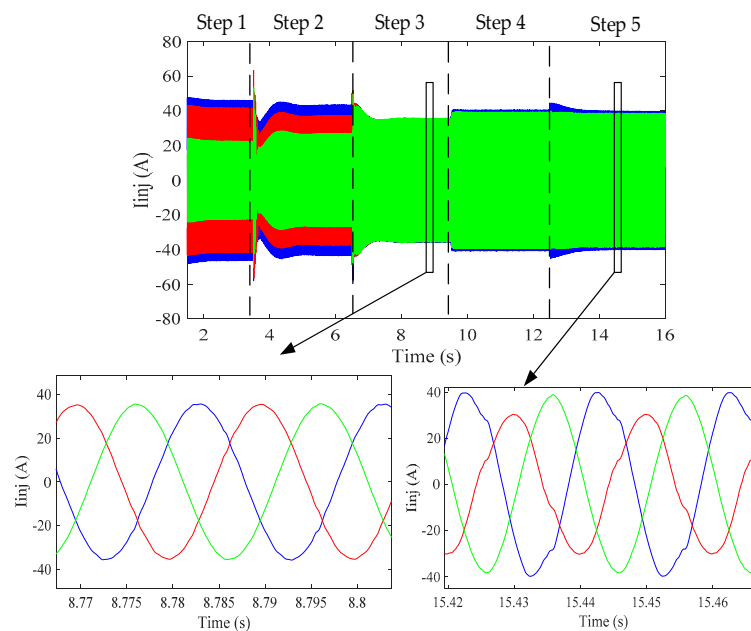 Step 1 Step 2 Step 3 Step 4 Step 5
80
60
40
20
0
-20
-40
-60
-80
Iinj (A)
2 4 6 8 10 12 14 16
Time (s)
40
20
0
-20
-40
Iinj (A)
8.77 8.775 8.78 8.785 8.79 8.795 8.8
Time (s)
40
20
0
-20
-40
Iinj (A)
15.42 15.43 15.44 15.45 15.46
Time (s)